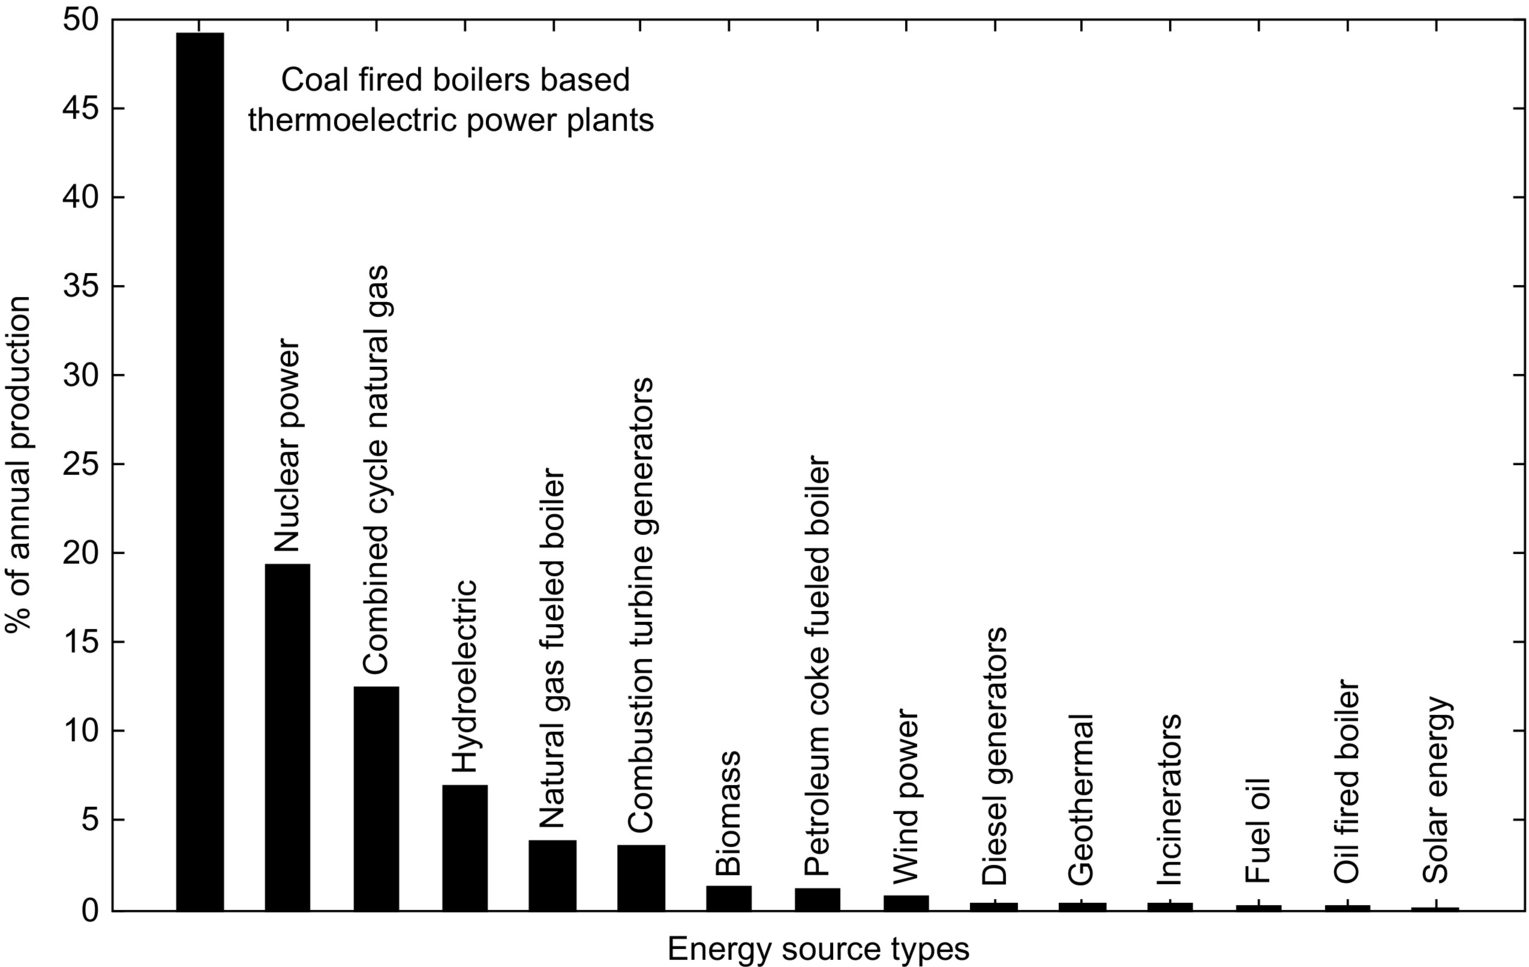 50
45
40
35
30
25
20
15
10
5
0
% of annual production
Coal fired boilers based
thermoelectric power plants
Nuclear power
Combined cycle natural gas
Hydroelectric
Natural gas fueled boiler
Combustion turbine generators
Biomass
Petroleum coke fueled boiler
Wind power
Diesel generators
Geothermal
Incinerators
Fuel oil
Oil fired boiler
Solar energy
Energy source types